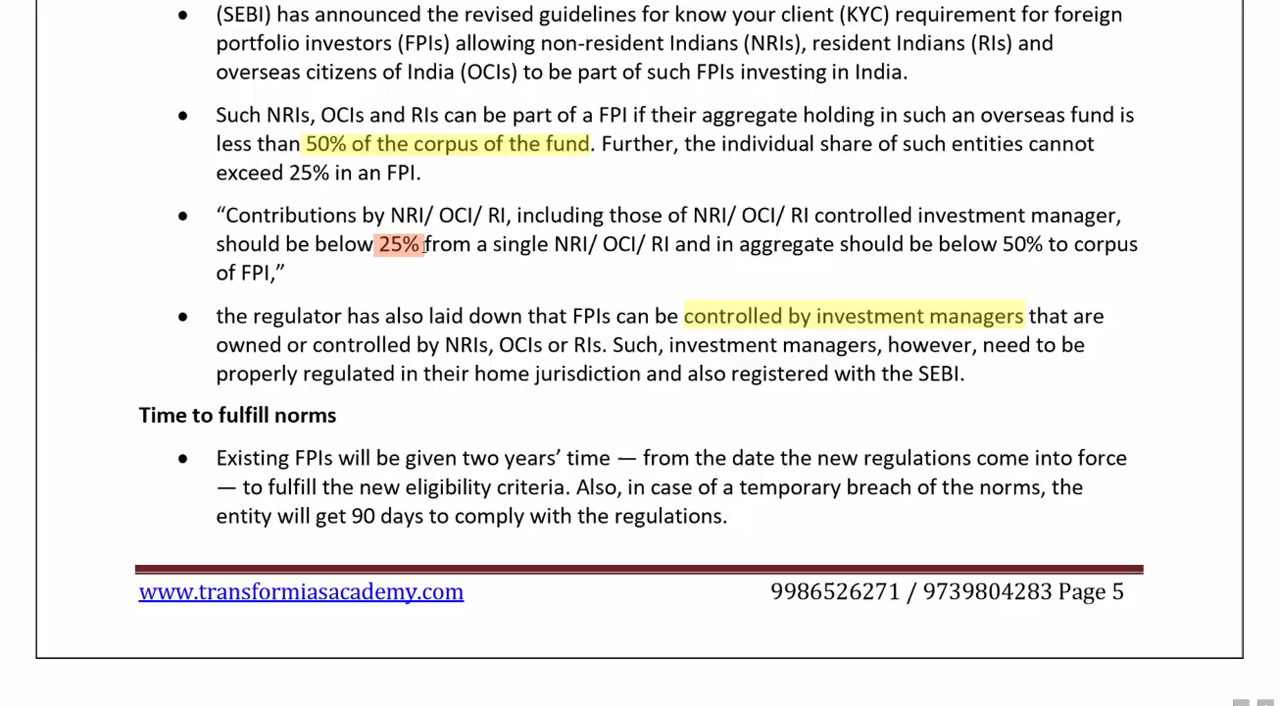 • (SEBI) has announced the revised guidelines for know your client (KYC) requirement for foreign
portfolio investors (FPIs) allowing non-resident Indians (NRIs), resident Indians (RIs) and
overseas citizens of India (OCIs) to be part of such FPIs investing in India.
• Such NRIs, OCIs and RIs can be part of a FPI if their aggregate holding in such an overseas fund is
less than 50% of the corpus of the fund. Further, the individual share of such entities cannot
exceed 25% in an FPI.
• “Contributions by NRI/ OCI/ RI, including those of NRI/ OCI/ RI controlled investment manager,
should be below 25% from a single NRI/ OCI/ RI and in aggregate should be below 50% to corpus
of FPI,”
• the regulator has also laid down that FPIs can be controlled by investment managers that are
owned or controlled by NRIs, OCIs or RIs. Such, investment managers, however, need to be
properly regulated in their home jurisdiction and also registered with the SEBI.
Time to fulfill norms
• Existing FPIs will be given two years’ time — from the date the new regulations come into force
— to fulfill the new eligibility criteria. Also, in case of a temporary breach of the norms, the
entity will get 90 days to comply with the regulations.
www.transformiasacademy.com 9986526271 / 9739804283 Page 5